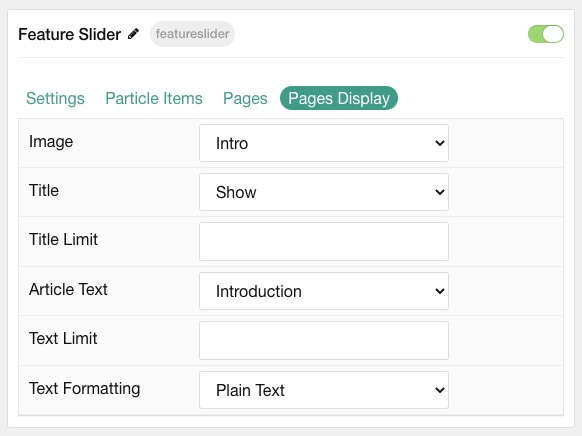 Feature Slider featureslider
Settings Particle Items Pages Pages Display
Image Intro
Title Show
Title Limit
Article Text Introduction
Text Limit
Text Formatting Plain Text